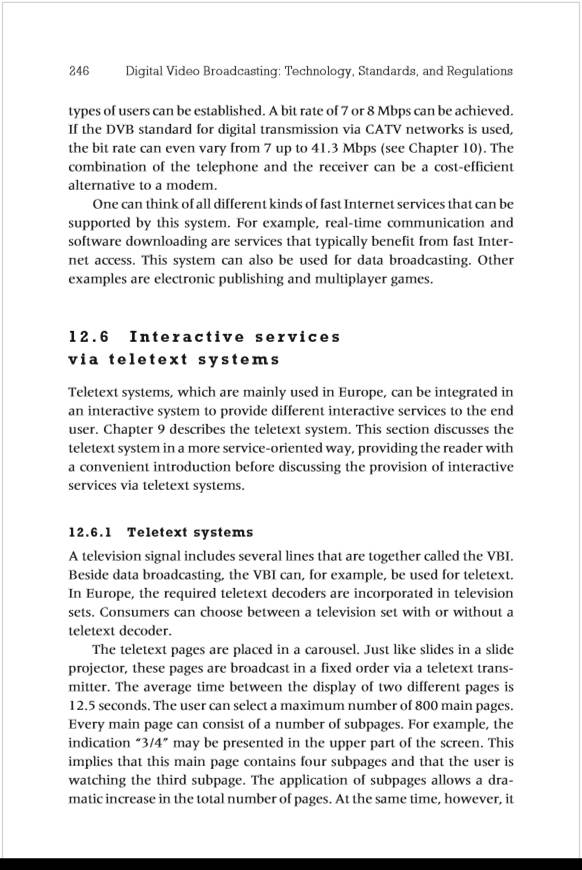 246 Digital Video Broadcasting: Technology, Standards, and Regulations
types of users can be established. A bit rate of 7 or 8 Mbps can be achieved.
If the DVB standard for digital transmission via CATV networks is used,
the bit rate can even vary from 7 up to 41.3 Mbps (see Chapter 10). The
combination of the telephone and the receiver can be a cost-efficient
alternative to a modem.
One can think of all different kinds of fast Internet services that can be
supported by this system. For example, real-time communication and
software downloading are services that typically benefit from fast Inter-
net access. This system can also be used for data broadcasting. Other
examples are electronic publishing and multiplayer games.
12.6 Interactive services
via teletext systems
Teletext systems, which are mainly used in Europe, can be integrated in
an interactive system to provide different interactive services to the end
user. Chapter 9 describes the teletext system. This section discusses the
teletext system in a more service-oriented way, providing the reader with
a convenient introduction before discussing the provision of interactive
services via teletext systems.
12.6.1 Teletext systems
A television signal includes several lines that are together called the VBI.
Beside data broadcasting, the VBI can, for example, be used for teletext.
In Europe, the required teletext decoders are incorporated in television
sets. Consumers can choose between a television set with or without a
teletext decoder.
The teletext pages are placed in a carousel. Just like slides in a slide
projector, these pages are broadcast in a fixed order via a teletext trans-
mitter. The average time between the display of two different pages is
12.5 seconds. The user can select a maximum number of 800 main pages.
Every main page can consist of a number of subpages. For example, the
indication “3/4” may be presented in the upper part of the screen. This
implies that this main page contains four subpages and that the user is
watching the third subpage. The application of subpages allows a dra-
matic increase in the total number of pages. At the same time, however, it